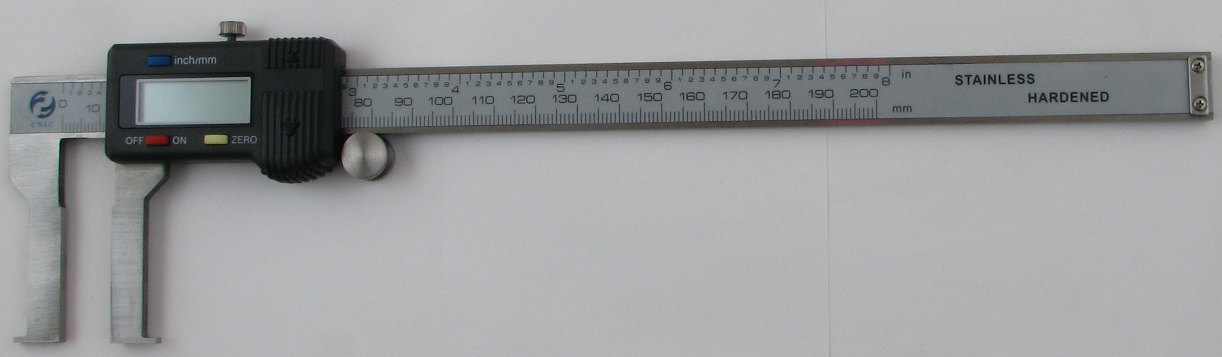 inch/mm
OFF ON ZERO
0 10
3 4 5 6 7 8 in
80 90 100 110 120 130 140 150 160 170 180 190 200 mm
STAINLESS
HARDENED